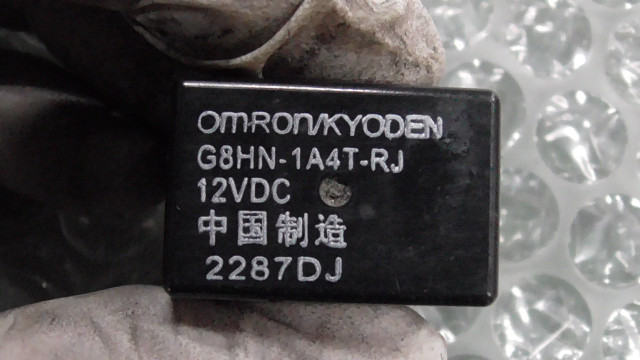 OMRON/KYODEN
G8HN-1A4T-RJ
12VDC
中国制造
2287DJ